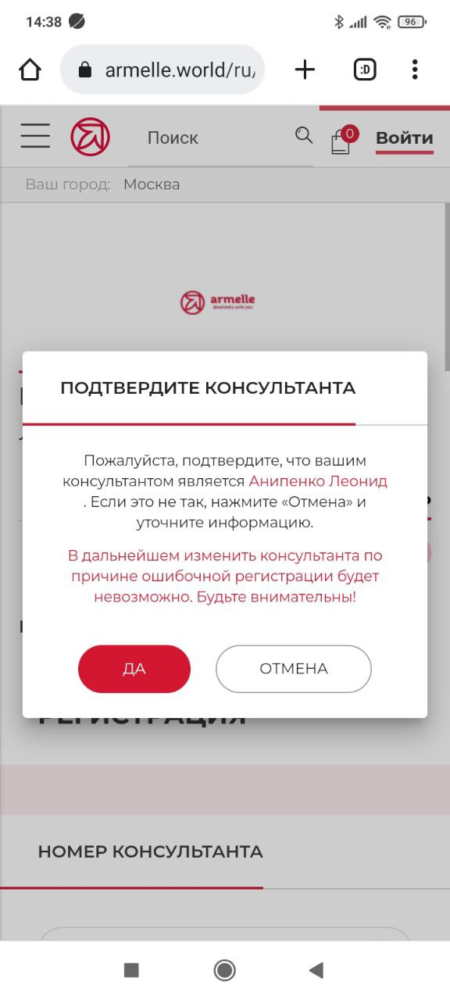 14:38
96
armelle.world/ru/
:D
Поиск
0
Войти
Ваш город: Москва
armelle
absolutely suits you
ПОДТВЕРДИТЕ КОНСУЛЬТАНТА
Пожалуйста, подтвердите, что вашим
консультантом является Анипенко Леонид
. Если это не так, нажмите «Отмена» и
уточните информацию.
В дальнейшем изменить консультанта по
причине ошибочной регистрации будет
невозможно. Будьте внимательны!
ДА
ОТМЕНА
РЕГИСТРАЦИЯ
НОМЕР КОНСУЛЬТАНТА